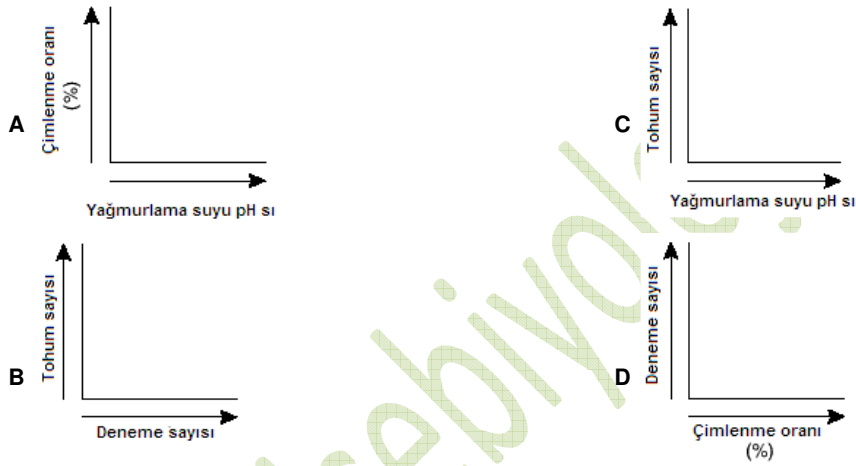 A
Çimlenme oranı
(%)
Yağmurlama suyu pH sı
C
Tohum sayısı
Yağmurlama suyu pH sı
B
Tohum sayısı
Deneme sayısı
D
Deneme sayısı
Çimlenme oranı
(%)